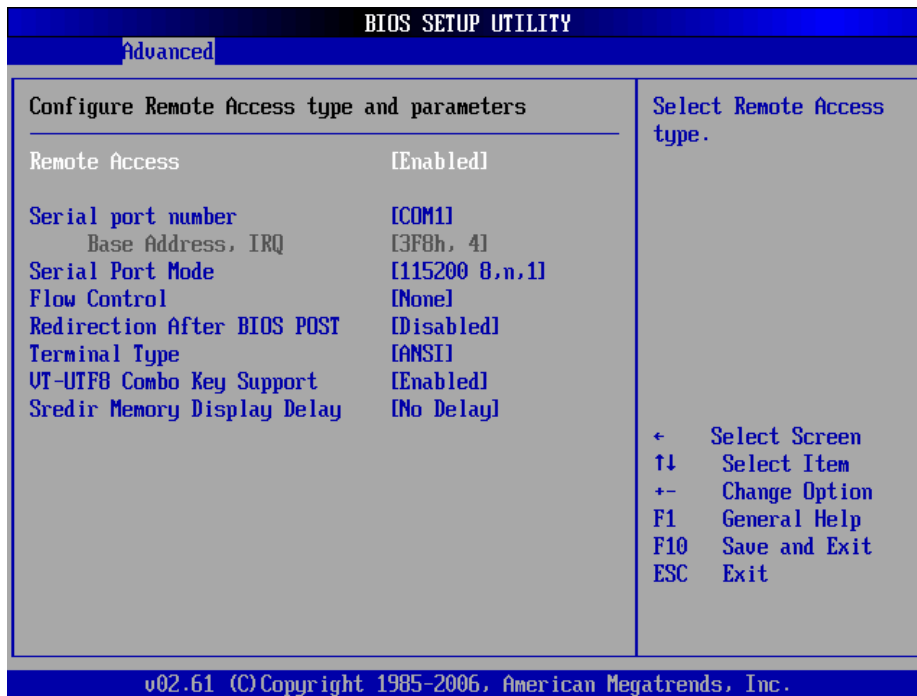 BIOS SETUP UTILITY
Advanced
Configure Remote Access type and parameters
Remote Access [Enabled]
Serial port number [COM1]
Base Address, IRQ [3F8h, 4]
Serial Port Mode [115200 8,n,1]
Flow Control [None]
Redirection After BIOS POST [Disabled]
Terminal Type [ANSI]
VT-UTF8 Combo Key Support [Enabled]
Sredir Memory Display Delay [No Delay]
Select Remote Access
type.
← Select Screen
↑↓ Select Item
+- Change Option
F1 General Help
F10 Save and Exit
ESC Exit
v02.61 (C)Copyright 1985-2006, American Megatrends, Inc.